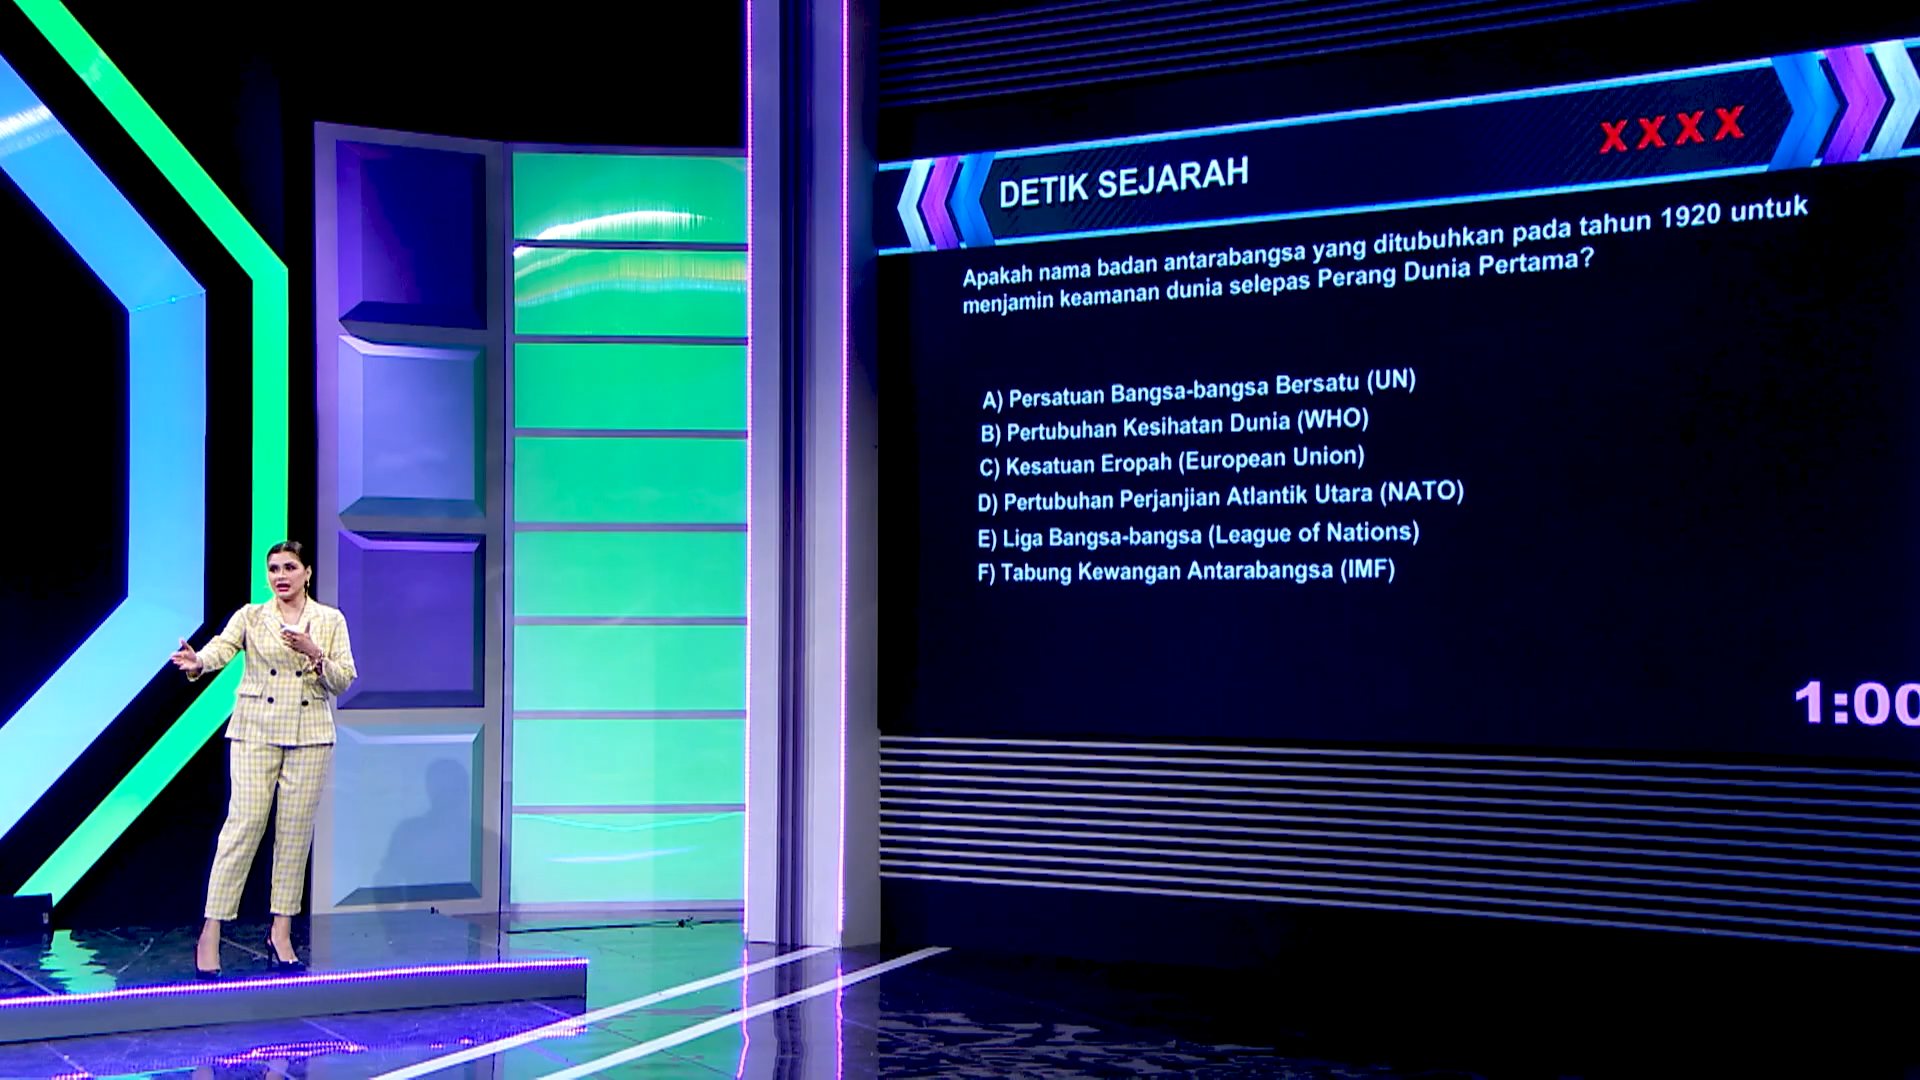 DETIK SEJARAH
XXXX
Apakah nama badan antarabangsa yang ditubuhkan pada tahun 1920 untuk
menjamin keamanan dunia selepas Perang Dunia Pertama?
A) Persatuan Bangsa-bangsa Bersatu (UN)
B) Pertubuhan Kesihatan Dunia (WHO)
C) Kesatuan Eropah (European Union)
D) Pertubuhan Perjanjian Atlantik Utara (NATO)
E) Liga Bangsa-bangsa (League of Nations)
F) Tabung Kewangan Antarabangsa (IMF)
1:00